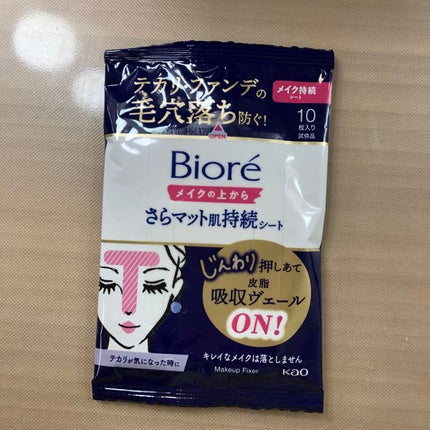 テカリ・ファンデの
毛穴落ち防ぐ!
メイク持続
シート
10
枚入り
試供品
OPEN
Bioré
メイクの上から
さらマット肌持続シート
じんわり押しあて
皮脂
吸収ヴェール
ON!
テカリが気になった時に
キレイなメイクは落としません
Makeup Fixer
Kao